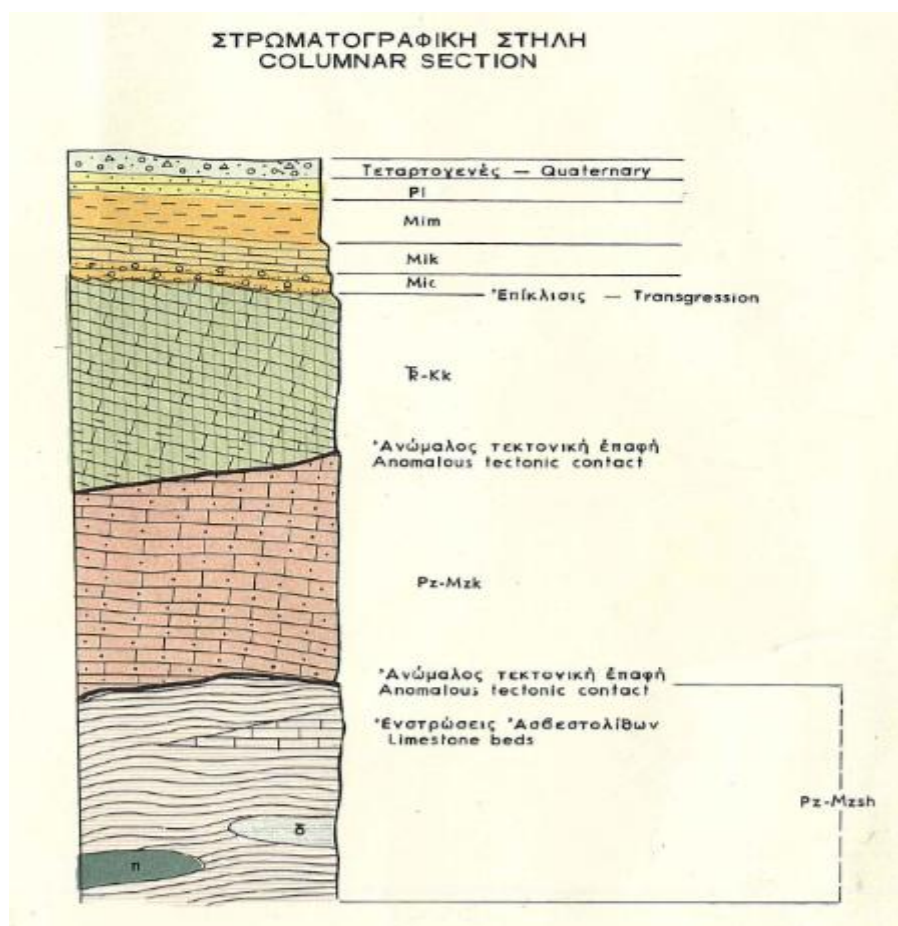 ΣΤΡΩΜΑΤΟΓΡΑΦΙΚΗ ΣΤΗΛΗ
COLUMNAR SECTION
Τεταρτογενές — Quaternary
Pl
Mim
Mik
Mic
Ἐπίκλισις — Transgression
Ŧ-Kk
Ἀνώμαλος τεκτονική ἐπαφή
Anomalous tectonic contact
Pz-Mzk
Ἀνώμαλος τεκτονική ἐπαφή
Anomalous tectonic contact
Ἐνστρώσεις Ἀσβεστολίθων
Limestone beds
Pz-Mzsh
δ
π